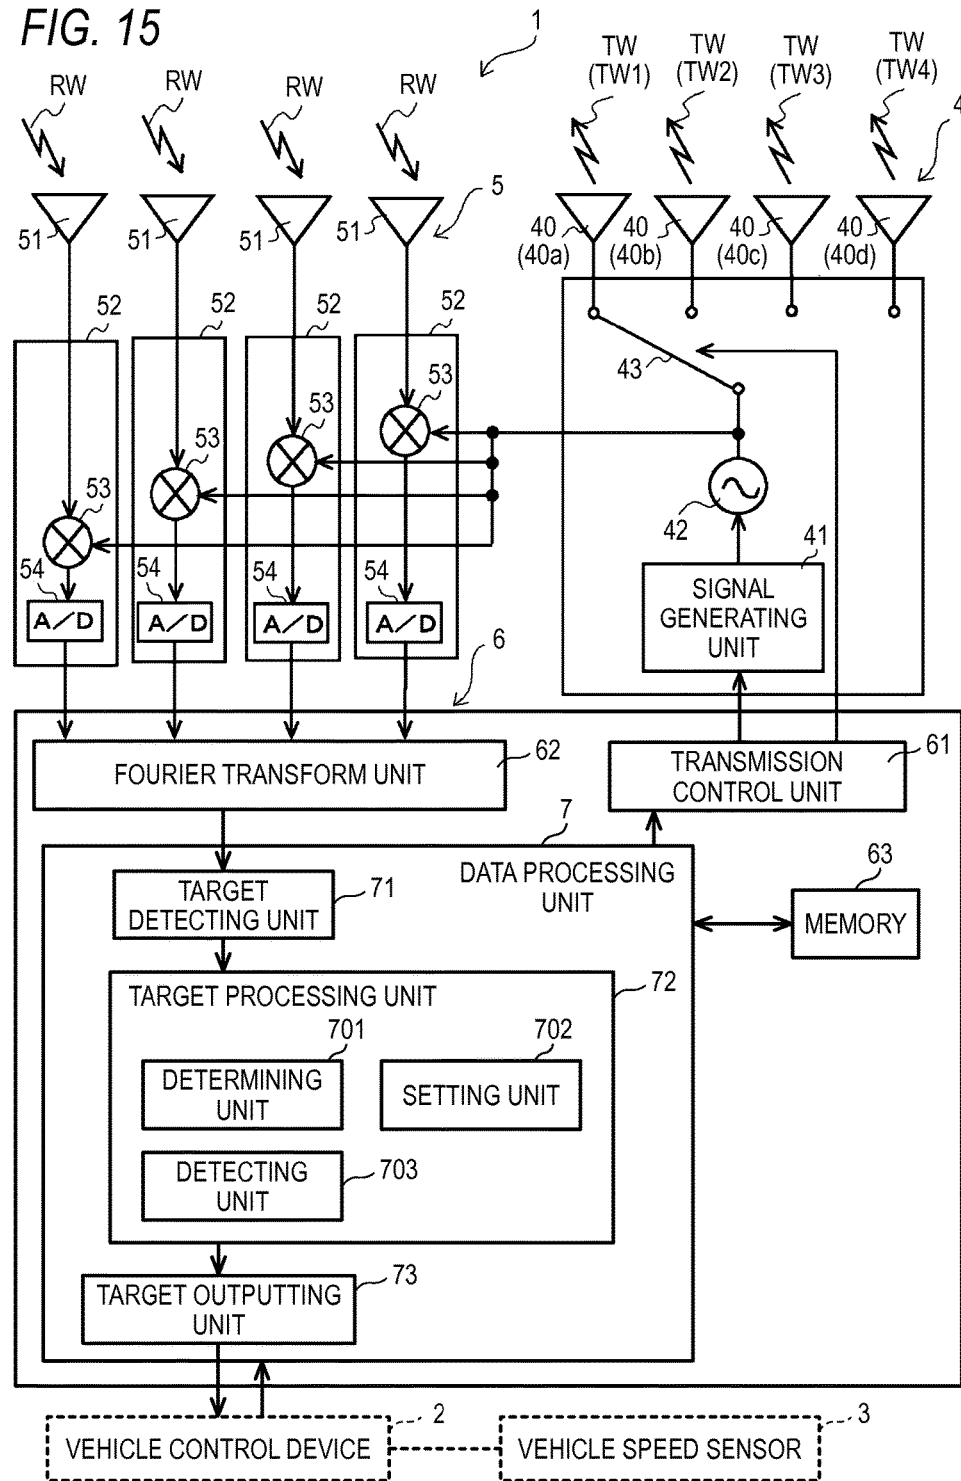 FIG. 15
1
RW
RW
RW
RW
TW
(TW1)
TW
(TW2)
TW
(TW3)
TW
(TW4)
4
5
51
51
51
51
40
(40a)
40
(40b)
40
(40c)
40
(40d)
52
52
52
52
43
53
53
53
53
42
41
SIGNAL
GENERATING
UNIT
54
54
54
54
A/D
A/D
A/D
A/D
6
FOURIER TRANSFORM UNIT
62
TRANSMISSION
CONTROL UNIT
61
7
DATA PROCESSING
UNIT
TARGET
DETECTING UNIT
71
63
MEMORY
TARGET PROCESSING UNIT
72
701
DETERMINING
UNIT
702
SETTING UNIT
DETECTING
UNIT
703
TARGET OUTPUTTING
UNIT
73
2
VEHICLE CONTROL DEVICE
3
VEHICLE SPEED SENSOR